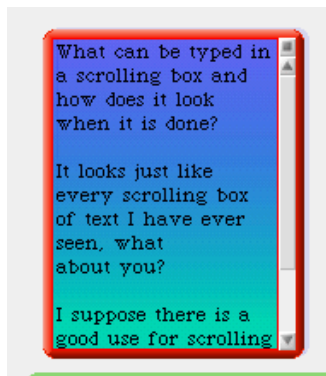 What can be typed in
a scrolling box and
how does it look
when it is done?
It looks just like
every scrolling box
of text I have ever
seen, what
about you?
I suppose there is a
good use for scrolling